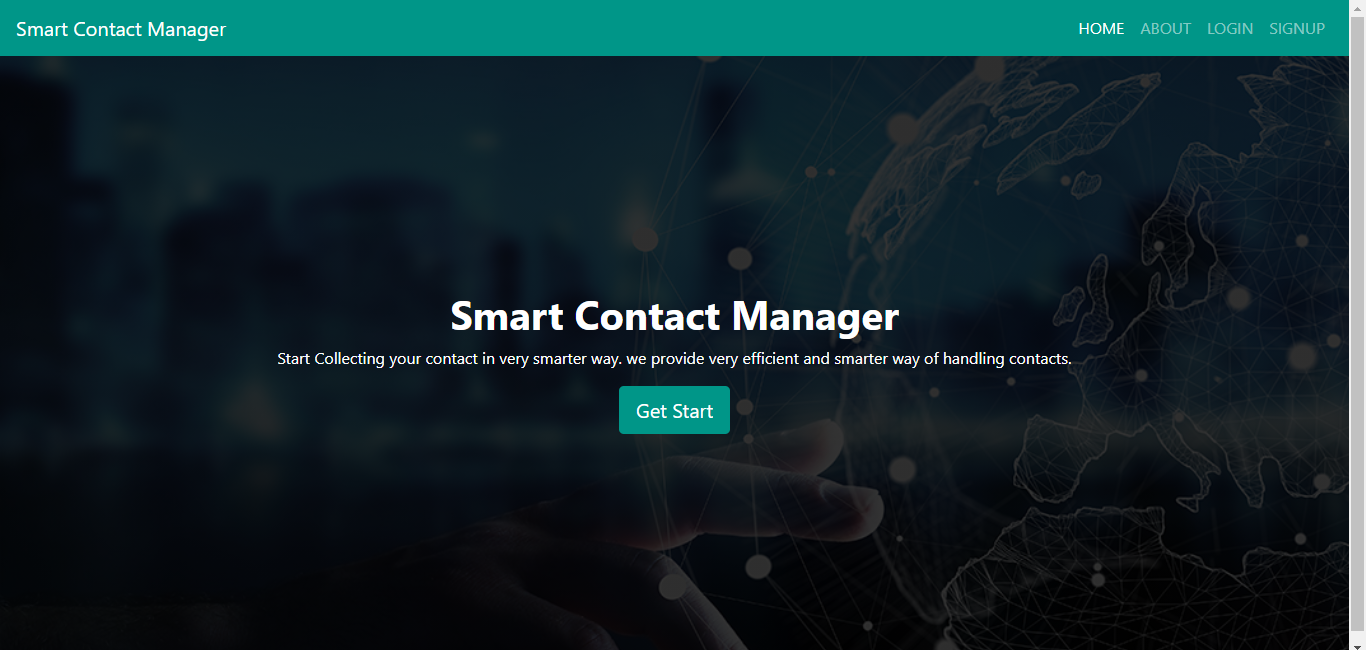 Smart Contact Manager
HOME ABOUT LOGIN SIGNUP
Smart Contact Manager
Start Collecting your contact in very smarter way. we provide very efficient and smarter way of handling contacts.
Get Start